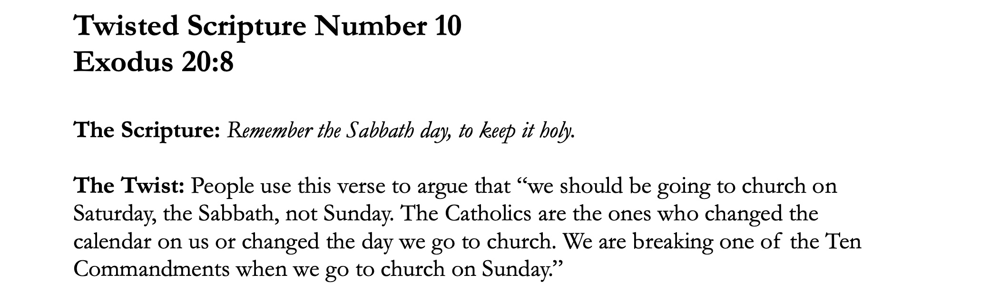 Twisted Scripture Number 10
Exodus 20:8
The Scripture: Remember the Sabbath day, to keep it holy.
The Twist: People use this verse to argue that “we should be going to church on
Saturday, the Sabbath, not Sunday. The Catholics are the ones who changed the
calendar on us or changed the day we go to church. We are breaking one of the Ten
Commandments when we go to church on Sunday.”